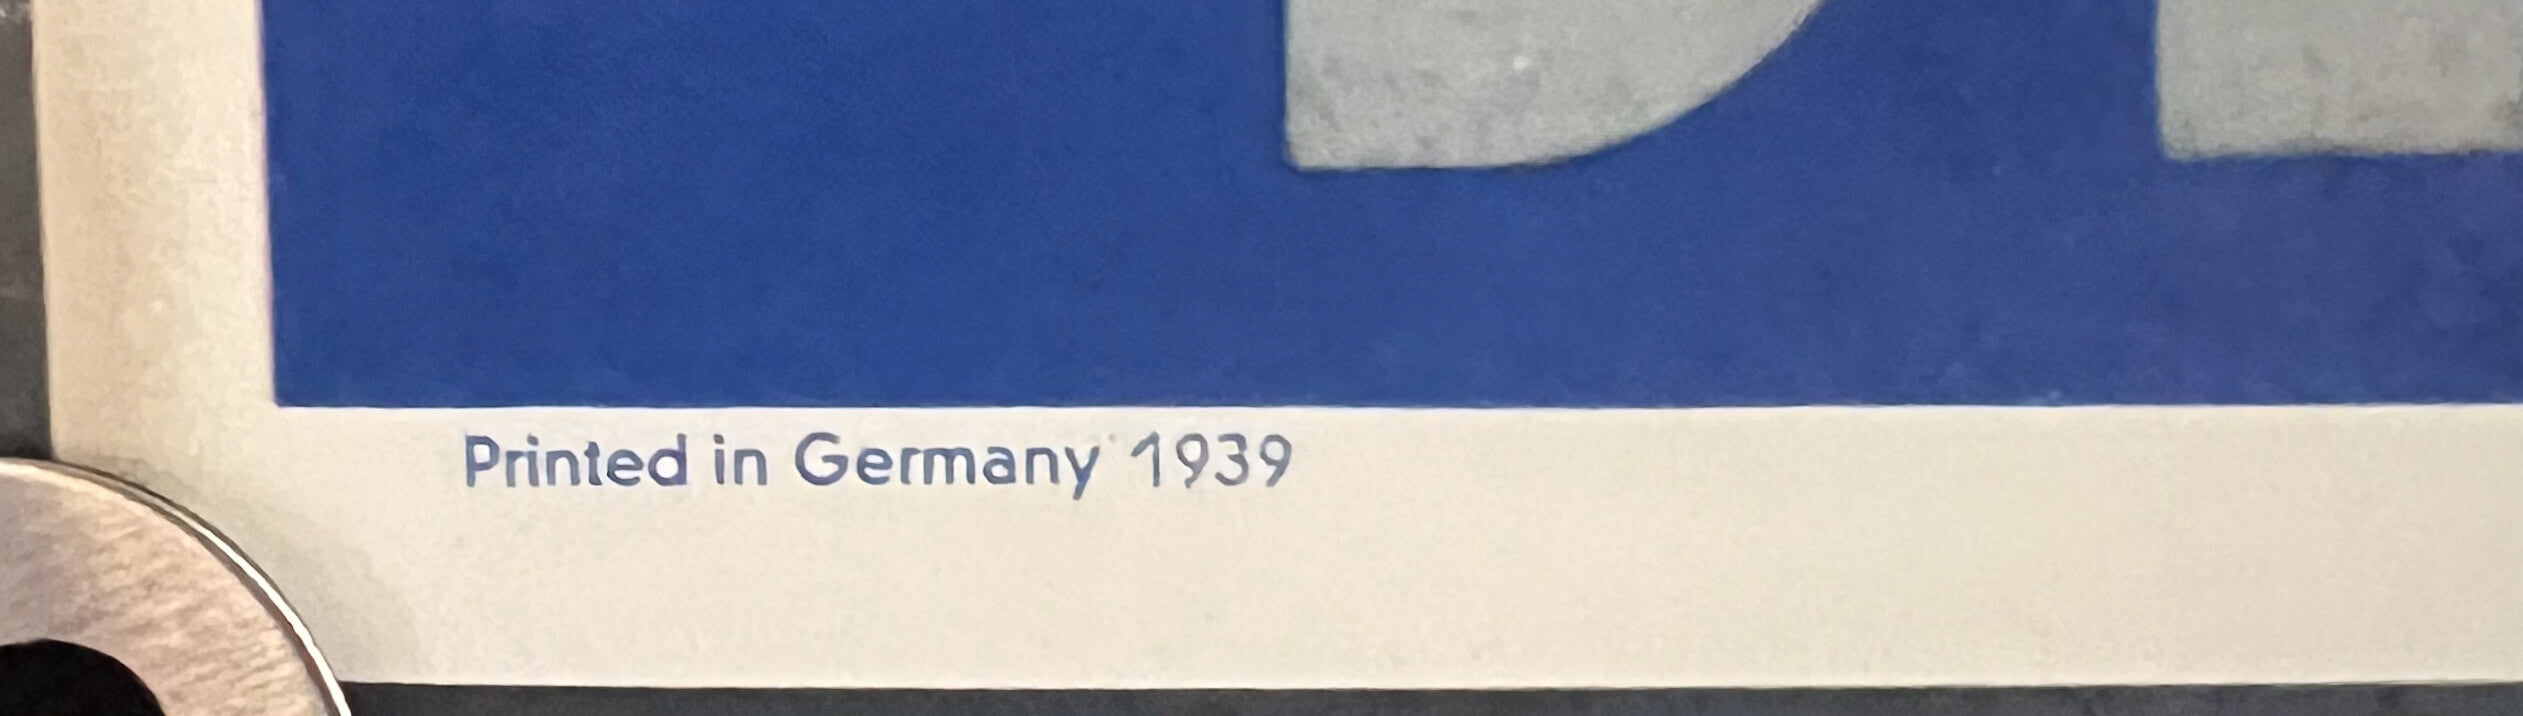 Printed in Germany 1939